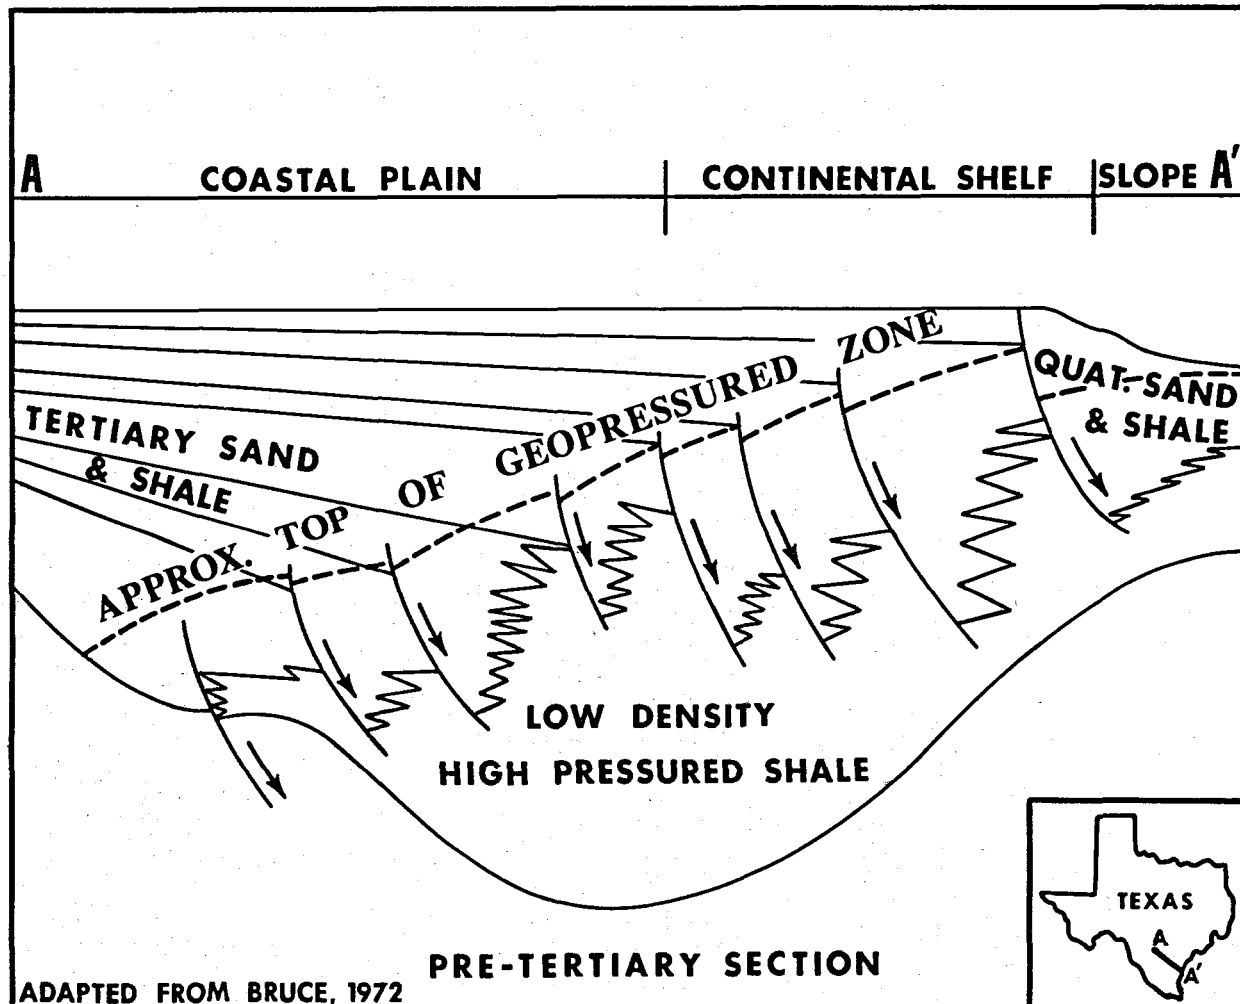 A COASTAL PLAIN CONTINENTAL SHELF SLOPE A'
APPROX. TOP OF GEOPRESSURED ZONE
QUAT. SAND
& SHALE
TERTIARY SAND
& SHALE
LOW DENSITY
HIGH PRESSURED SHALE
PRE-TERTIARY SECTION
TEXAS
A
A'
ADAPTED FROM BRUCE, 1972